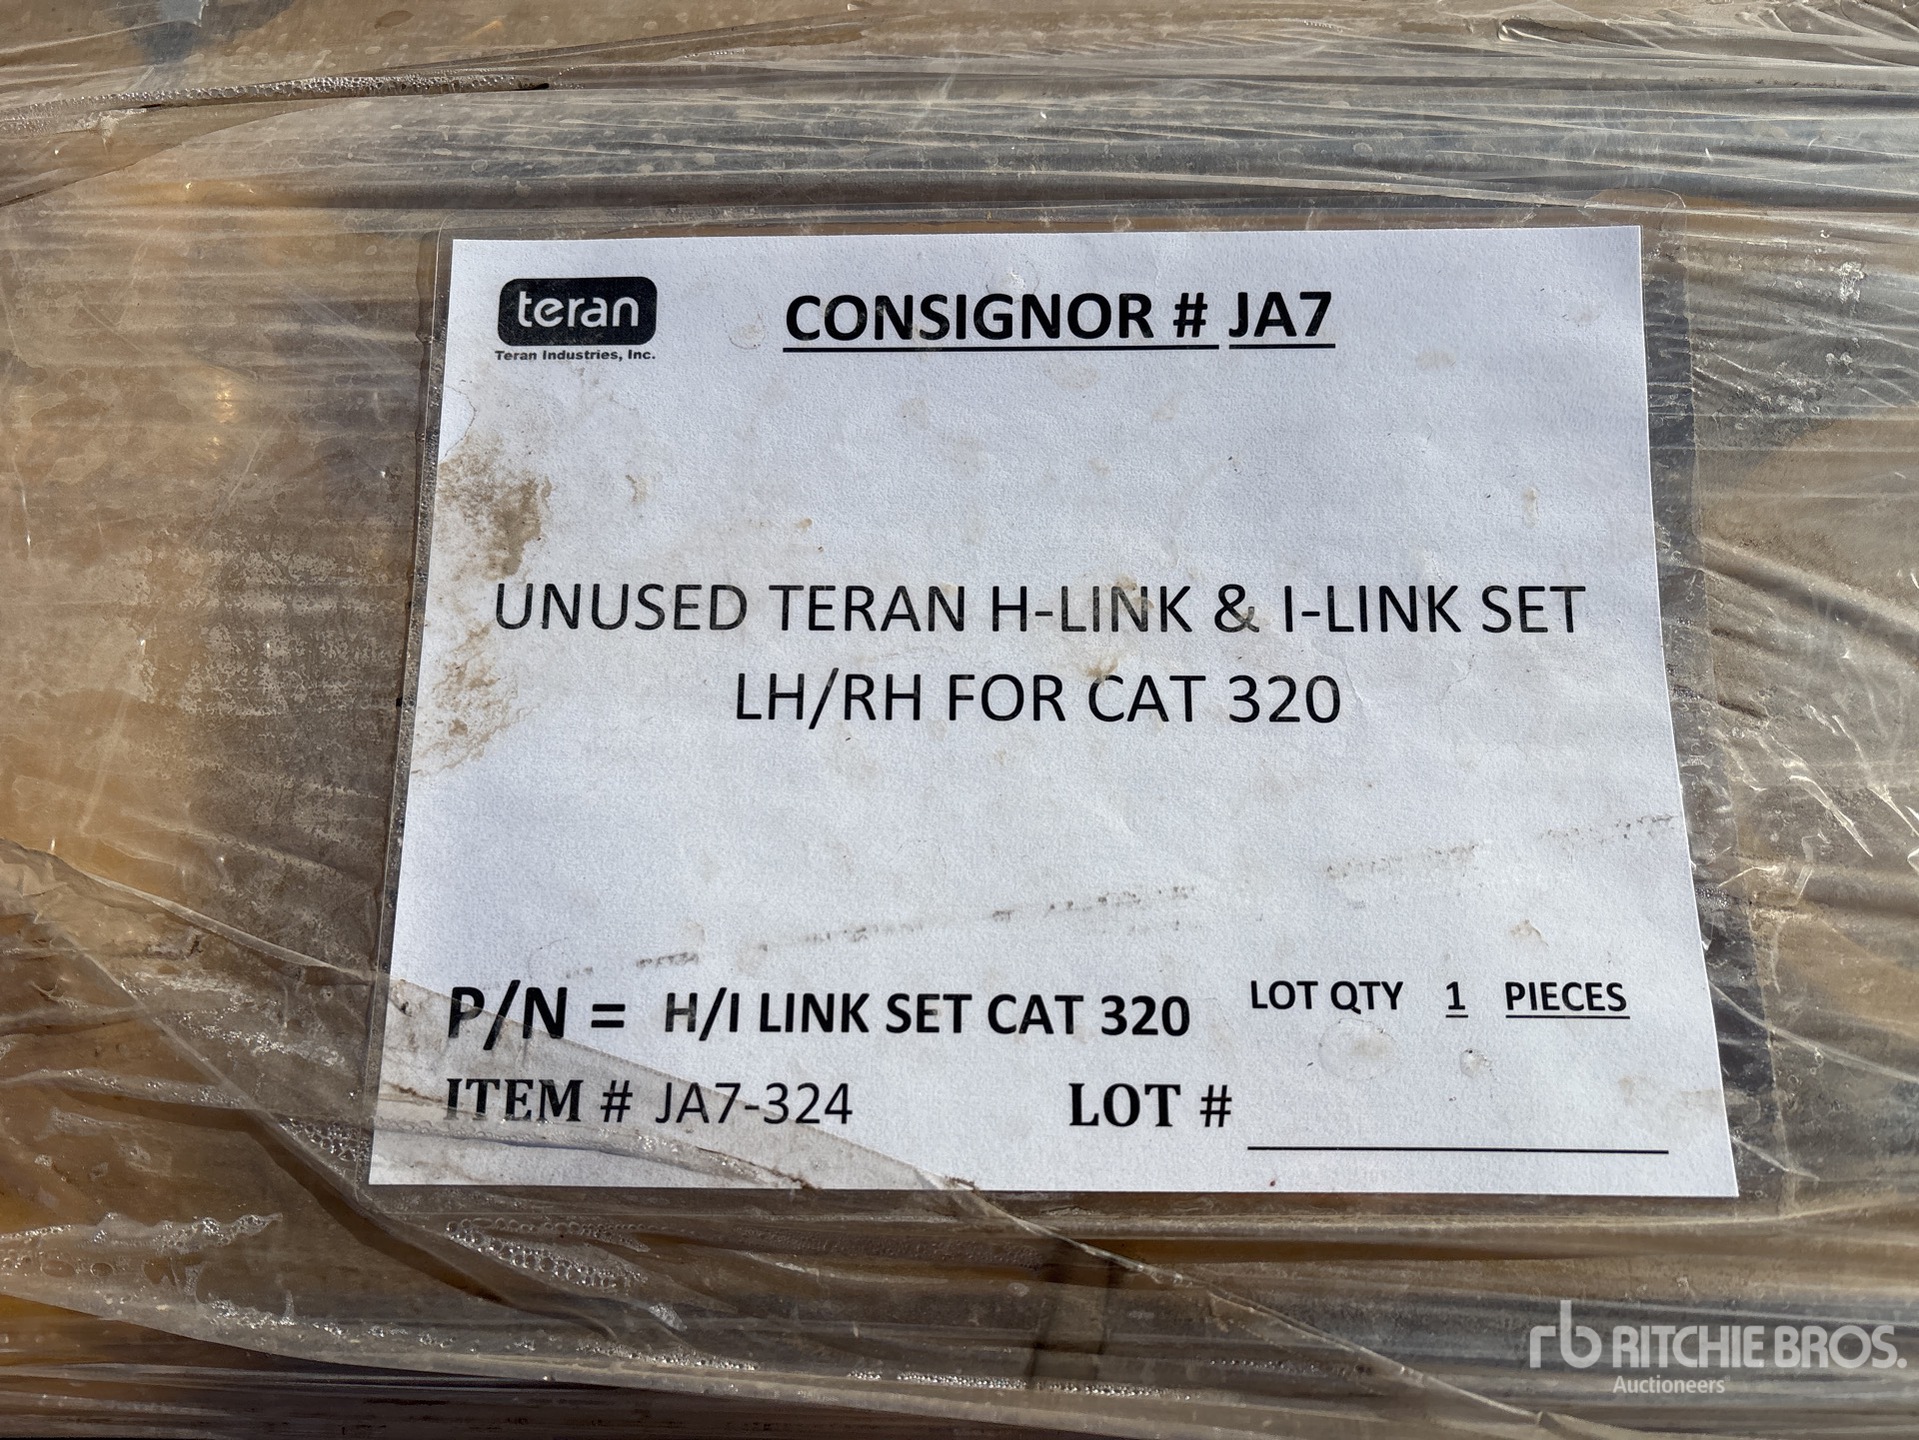 teran
Teran Industries, Inc.
CONSIGNOR # JA7
UNUSED TERAN H-LINK & I-LINK SET
LH/RH FOR CAT 320
P/N = H/I LINK SET CAT 320 LOT QTY 1 PIECES
ITEM # JA7-324 LOT #
rb RITCHIE BROS.
Auctioneers